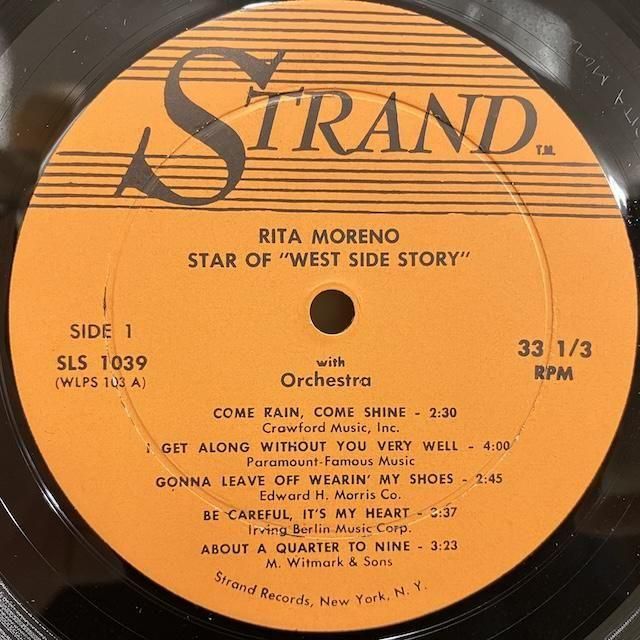 STRAND T.M.
RITA MORENO
STAR OF "WEST SIDE STORY"
SIDE 1
SLS 1039
(WLPS 103 A)
33 1/3
RPM
with
Orchestra
COME RAIN, COME SHINE - 2:30
Crawford Music, Inc.
I GET ALONG WITHOUT YOU VERY WELL - 4:00
Paramount-Famous Music
GONNA LEAVE OFF WEARIN' MY SHOES - 2:45
Edward H. Morris Co.
BE CAREFUL, IT'S MY HEART - 3:37
Irving Berlin Music Corp.
ABOUT A QUARTER TO NINE - 3:23
M. Witmark & Sons
Strand Records, New York, N. Y.